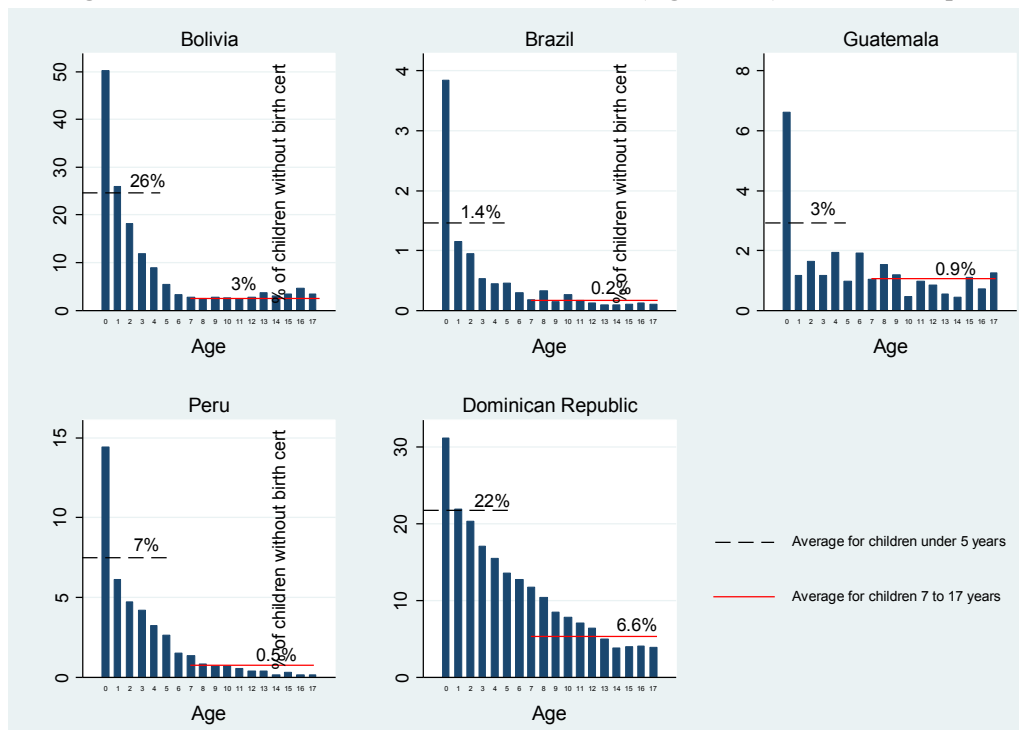 Bolivia
50
40
30
20
10
0
26%
3%
% of children without birth cert
0 1 2 3 4 5 6 7 8 9 10 11 12 13 14 15 16 17
Age
Brazil
4
3
2
1
0
1.4%
0.2%
% of children without birth cert
0 1 2 3 4 5 6 7 8 9 10 11 12 13 14 15 16 17
Age
Guatemala
8
6
4
2
0
3%
0.9%
0 1 2 3 4 5 6 7 8 9 10 11 12 13 14 15 16 17
Age
Peru
15
10
5
0
7%
0.5%
% of children without birth cert
0 1 2 3 4 5 6 7 8 9 10 11 12 13 14 15 16 17
Age
Dominican Republic
30
20
10
0
22%
6.6%
0 1 2 3 4 5 6 7 8 9 10 11 12 13 14 15 16 17
Age
Average for children under 5 years
Average for children 7 to 17 years